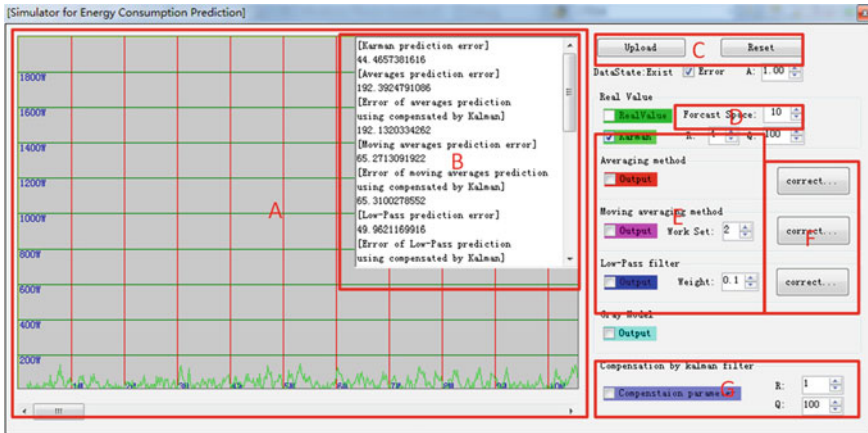 [Simulator for Energy Consumption Prediction]
1800W
1600W
1400W
1200W
1000W
800W
600W
400W
200W
A
[Karman prediction error]
44.4657381616
[Averages prediction error]
192.3924791086
[Error of averages prediction
using compensated by Kalman]
192.1320334262
[Moving averages prediction error]
65.2713091922
[Error of moving averages prediction
using compensated by Kalman]
65.3100278552
[Low-Pass prediction error]
49.9621169916
[Error of Low-Pass prediction
using compensated by Kalman]
B
Upload C Reset
DataState:Exist Error A: 1.00
Real Value
RealValue Forcast Space: 10
D
Karman R: Q: 100
Averaging method
Output correct...
Moving averaging method
E
Output Work Set: 2 correct...
F
Low-Pass filter
Output Weight: 0.1 correct...
Gray Model
Output
Compensation by kalman filter
Compenstaion parameter G R: 1
Q: 100